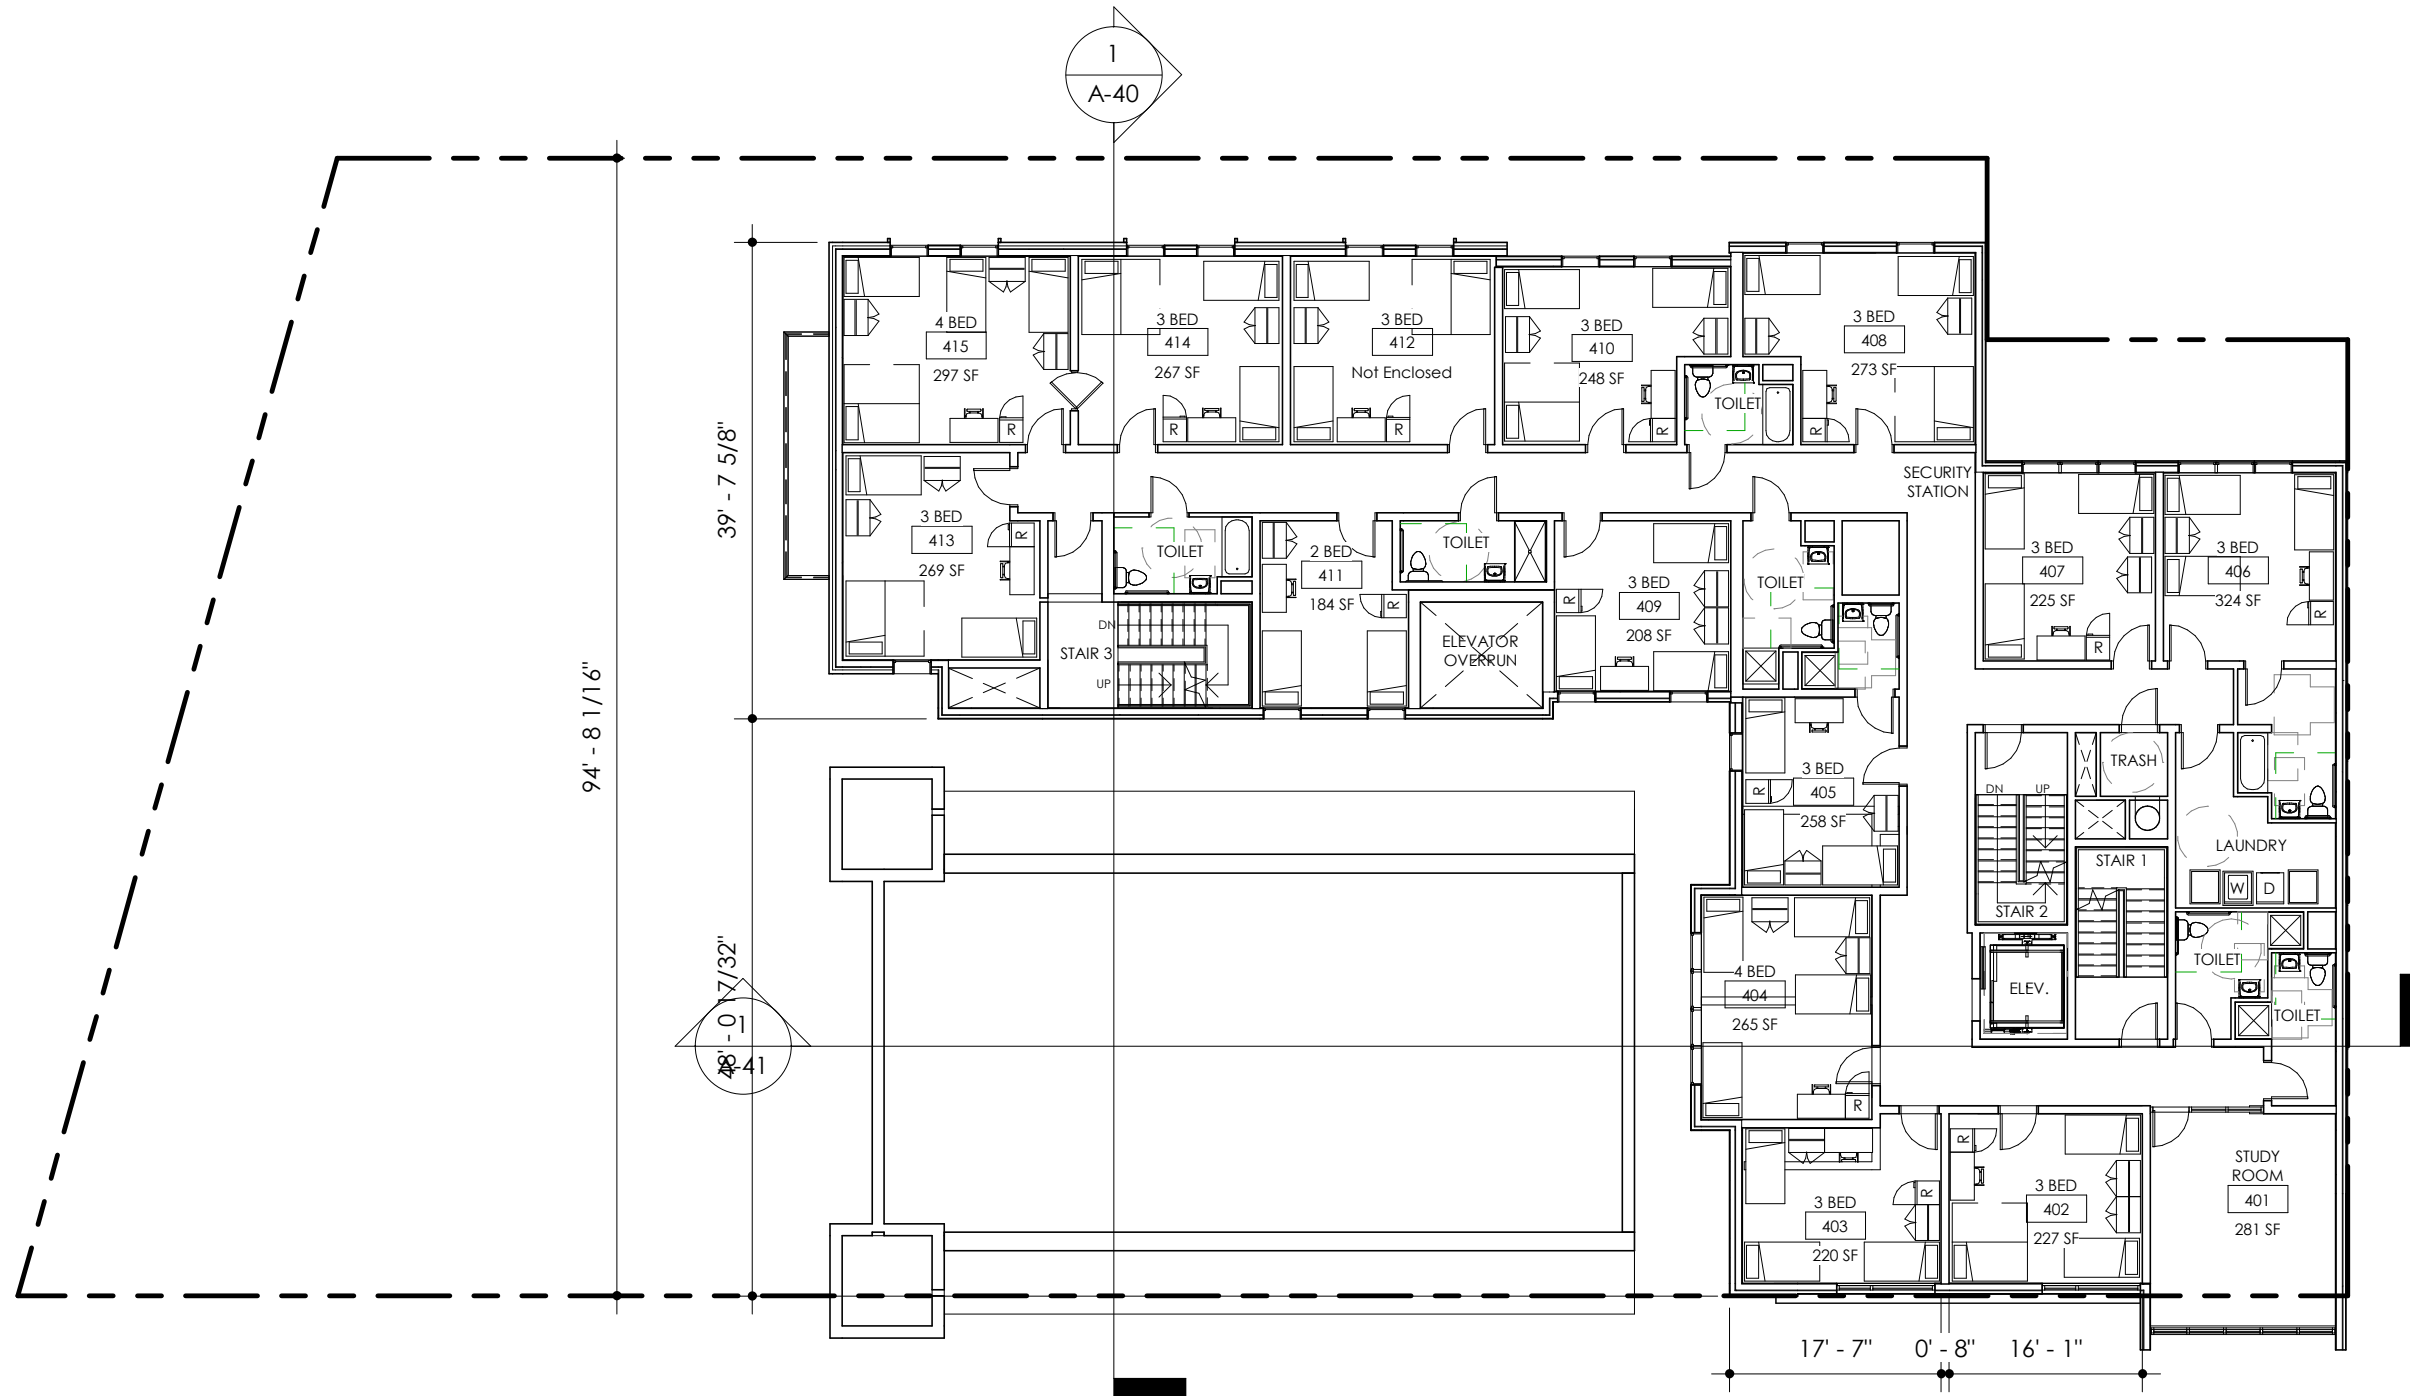 1
A-40
4 BED
415
297 SF
R
3 BED
414
267 SF
R
3 BED
412
Not Enclosed
R
3 BED
410
248 SF
R
TOILET
3 BED
408
273 SF
R
39' - 7 5/8"
94' - 8 1/16"
48' - 0 17/32"
3 BED
413
269 SF
R
TOILET
2 BED
411
184 SF
R
TOILET
3 BED
409
208 SF
R
TOILET
SECURITY
STATION
3 BED
407
225 SF
R
3 BED
406
324 SF
R
STAIR 3
DN
UP
ELEVATOR
OVERRUN
3 BED
405
258 SF
R
DN
UP
STAIR 2
TRASH
STAIR 1
LAUNDRY
W
D
4 BED
404
265 SF
R
ELEV.
TOILET
TOILET
1
A-41
3 BED
403
220 SF
R
3 BED
402
227 SF
R
STUDY
ROOM
401
281 SF
17' - 7"
0' - 8"
16' - 1"